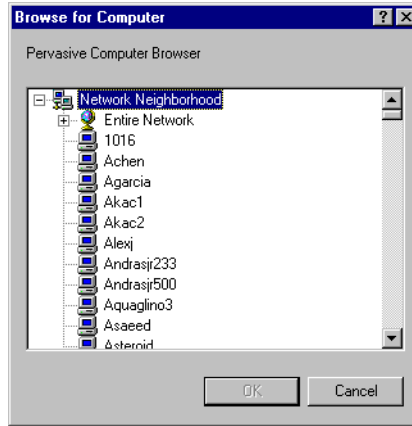 Browse for Computer
Pervasive Computer Browser
Network Neighborhood
Entire Network
1016
Achen
Agarcia
Akac1
Akac2
Alexj
Andrasjr233
Andrasjr500
Aquaglino3
Asaeed
Asteroid
OK
Cancel